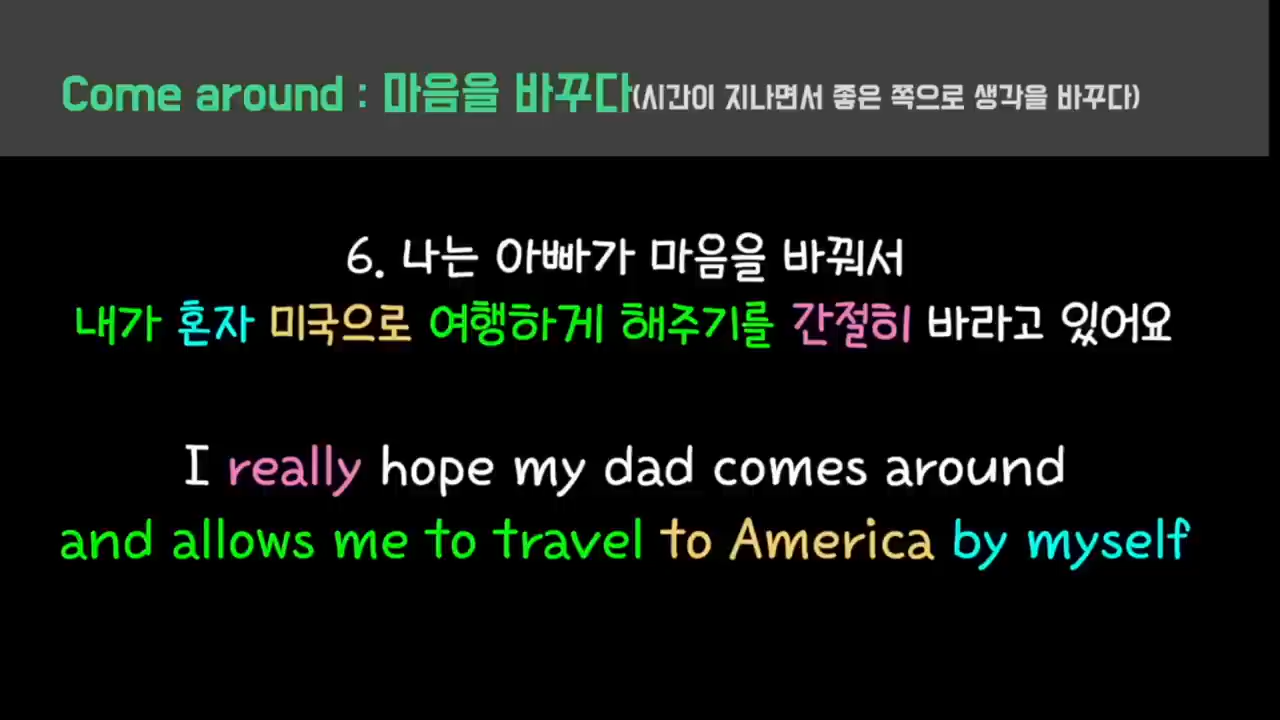 Come around : 마음을 바꾸다(시간이 지나면서 좋은 쪽으로 생각을 바꾸다)
6. 나는 아빠가 마음을 바꿔서
내가 혼자 미국으로 여행하게 해주기를 간절히 바라고 있어요
I really hope my dad comes around
and allows me to travel to America by myself